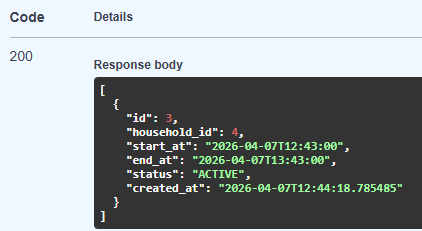 Code Details
200
Response body
[
  {
    "id": 3,
    "household_id": 4,
    "start_at": "2026-04-07T12:43:00",
    "end_at": "2026-04-07T13:43:00",
    "status": "ACTIVE",
    "created_at": "2026-04-07T12:44:18.785485"
  }
]